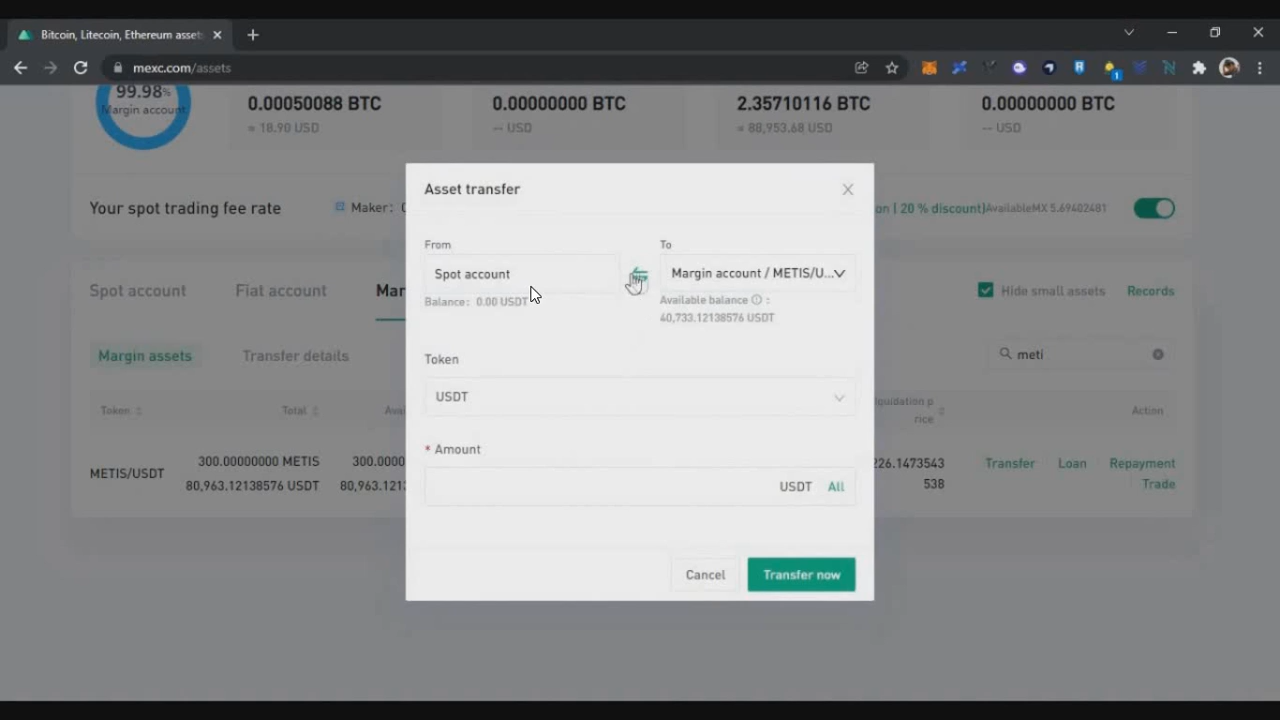 Bitcoin, Litecoin, Ethereum asset
mexc.com/assets
1
99.98%
Margin account
0.00050088 BTC
≈ 18.90 USD
0.00000000 BTC
-- USD
2.35710116 BTC
≈ 88,953.68 USD
0.00000000 BTC
-- USD
Your spot trading fee rate
Maker:
on | 20 % discount)
AvailableMX 5.69402481
Asset transfer
From
To
Spot account
Margin account / METIS/U...
Balance: 0.00 USDT
Available balance :
40,733.12138576 USDT
Token
USDT
* Amount
USDT All
Cancel Transfer now
Spot account Fiat account Mar
Hide small assets Records
Margin assets Transfer details
meti
Token Total Ava
iquidation p
rice
Action
METIS/USDT
300.00000000 METIS 300.0000
80,963.12138576 USDT 80,963.121
226.1473543
538
Transfer Loan Repayment
Trade